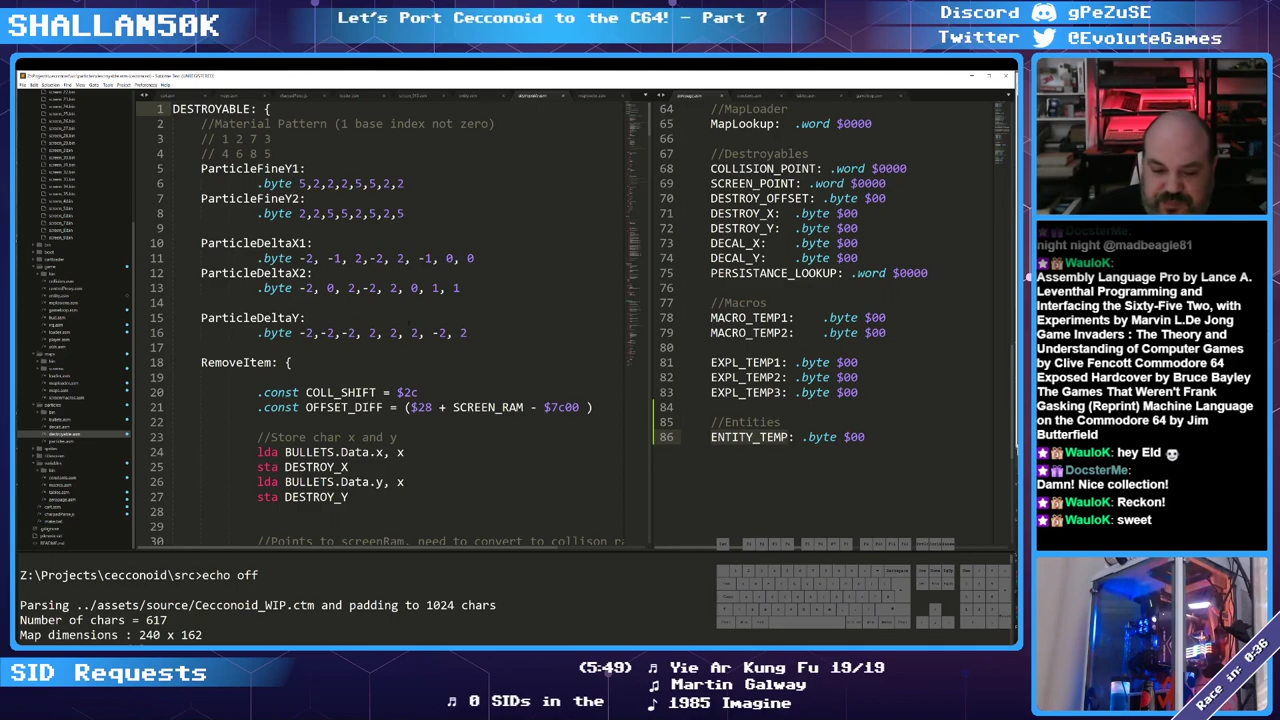 SHALLAN50K
Let's Port Cecconoid to the C64! - Part 7
Discord gPeZuSE
Twitter @EvoluteGames
1 DESTROYABLE: {
2 //Material Pattern (1 base index not zero)
3 // 1 2 7 3
4 // 4 6 8 5
5 ParticleFineY1:
6 .byte 5,2,2,2,5,2,2,2
7 ParticleFineY2:
8 .byte 2,2,5,5,2,5,2,5
9
10 ParticleDeltaX1:
11 .byte -2, -1, 2,-2, 2, -1, 0, 0
12 ParticleDeltaX2:
13 .byte -2, 0, 2,-2, 2, 0, 1, 1
14
15 ParticleDeltaY:
16 .byte -2,-2,-2, 2, 2, 2, -2, 2
17
18 RemoveItem: {
19
20 .const COLL_SHIFT = $2c
21 .const OFFSET_DIFF = ($28 + SCREEN_RAM - $7c00 )
22
23 //Store char x and y
24 lda BULLETS.Data.x, x
25 sta DESTROY_X
26 lda BULLETS.Data.y, x
27 sta DESTROY_Y
28
30 //Points to screenRam, need to convert to collison ra
64 //MapLoader
65 MapLookup: .word $0000
66
67 //Destroyables
68 COLLISION_POINT: .word $0000
69 SCREEN_POINT: .word $0000
70 DESTROY_OFFSET: .byte $00
71 DESTROY_X: .byte $00
72 DESTROY_Y: .byte $00
73 DECAL_X: .byte $00
74 DECAL_Y: .byte $00
75 PERSISTANCE_LOOKUP: .word $0000
76
77 //Macros
78 MACRO_TEMP1: .byte $00
79 MACRO_TEMP2: .byte $00
80
81 EXPL_TEMP1: .byte $00
82 EXPL_TEMP2: .byte $00
83 EXPL_TEMP3: .byte $00
84
85 //Entities
86 ENTITY_TEMP: .byte $00
Z:\Projects\cecconoid\src>echo off
Parsing ../assets/source/Cecconoid_WIP.ctm and padding to 1024 chars
Number of chars = 617
Map dimensions : 240 x 162
DocsterMe:
night night @madbeagle81
WauloK:
Assembly Language Pro by Lance A.
Leventhal Programming and
Interfacing the Sixty Five Two, with
Experiments by Marvin L.De Jong
Gameinvaders : The Theory and
Understanding of Computer Games
by Clive Fencott Commodore 64
Exposed Hardcover by Bruce Bayley
The Games That Weren't Frank
Gasking (Reprint) Machine Language
on the Commodore 64 by Jim
Butterfield
WauloK: hey Eld
DocsterMe:
Damn! Nice collection!
WauloK: Reckon!
WauloK: sweet
SID Requests
(5:49) Yie Ar Kung Fu 19/19
Martin Galway
0 SIDs in the
1985 Imagine
Race in: 0:36